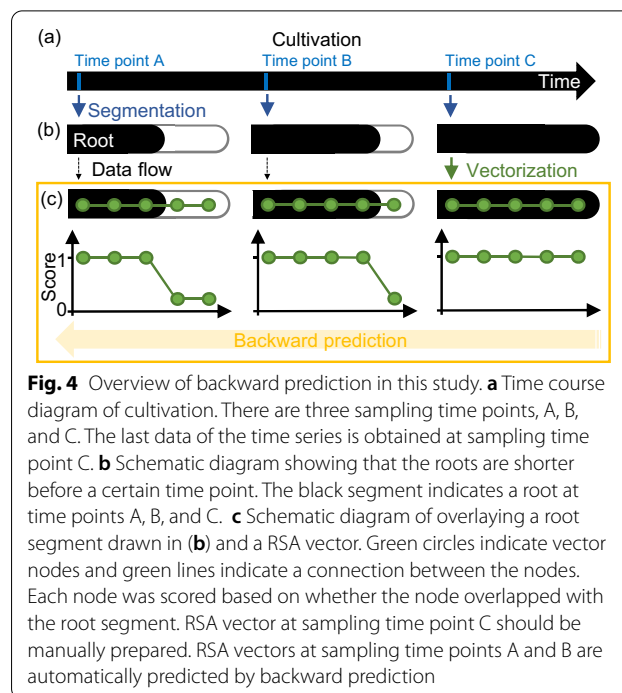 (a)
Cultivation
Time point A Time point B Time point C
Time
Segmentation
(b)
Root
Data flow
Vectorization
(c)
Score
1
0
Backward prediction
Fig. 4 Overview of backward prediction in this study. a Time course
diagram of cultivation. There are three sampling time points, A, B,
and C. The last data of the time series is obtained at sampling time
point C. b Schematic diagram showing that the roots are shorter
before a certain time point. The black segment indicates a root at
time points A, B, and C. c Schematic diagram of overlaying a root
segment drawn in (b) and a RSA vector. Green circles indicate vector
nodes and green lines indicate a connection between the nodes.
Each node was scored based on whether the node overlapped with
the root segment. RSA vector at sampling time point C should be
manually prepared. RSA vectors at sampling time points A and B are
automatically predicted by backward prediction